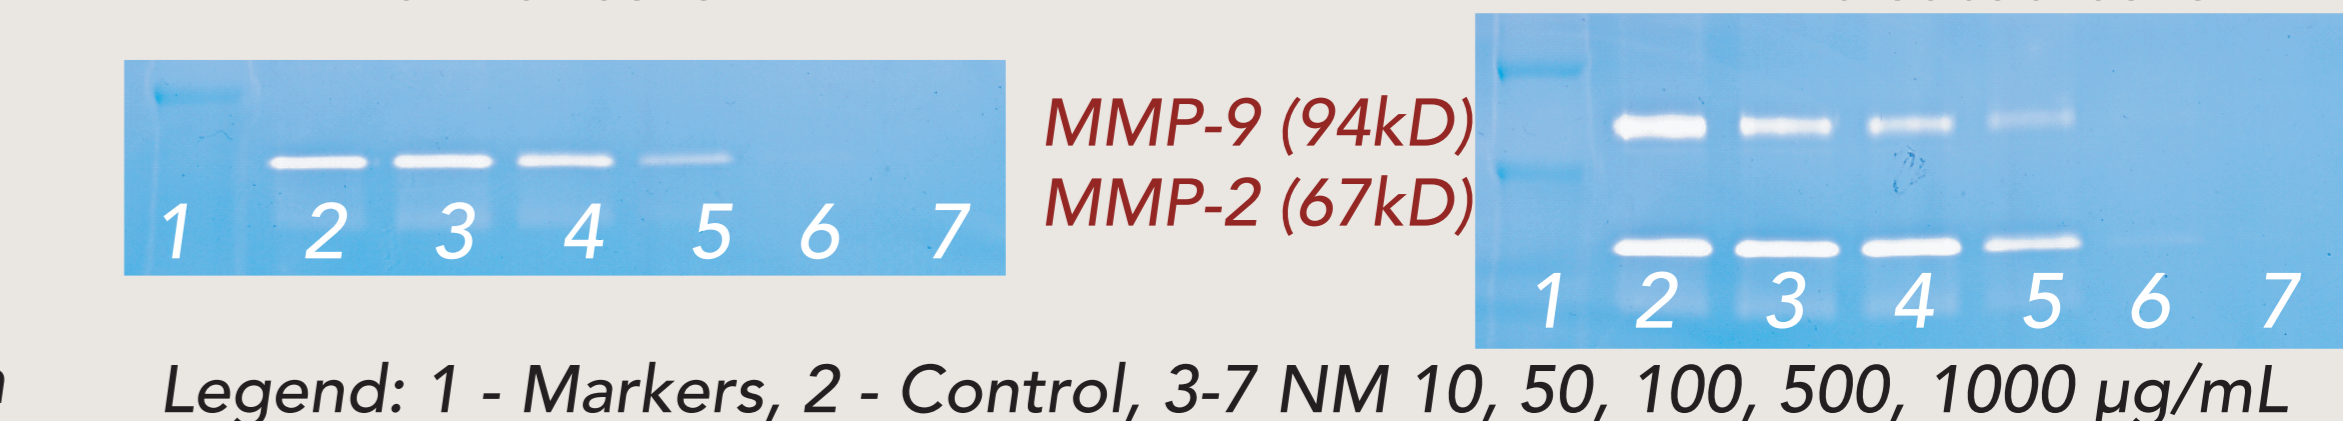 MMP-9 (94kD)
MMP-2 (67kD)
1 2 3 4 5 6 7
1 2 3 4 5 6 7
Legend: 1 - Markers, 2 - Control, 3-7 NM 10, 50, 100, 500, 1000 µg/mL